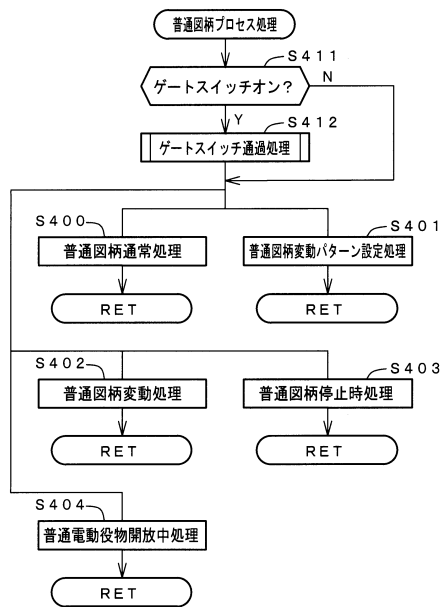 普通図柄プロセス処理
S411
ゲートスイッチオン?
N
Y
S412
ゲートスイッチ通過処理
S400
普通図柄通常処理
S401
普通図柄変動パターン設定処理
RET
RET
S402
普通図柄変動処理
S403
普通図柄停止時処理
RET
RET
S404
普通電動役物開放中処理
RET